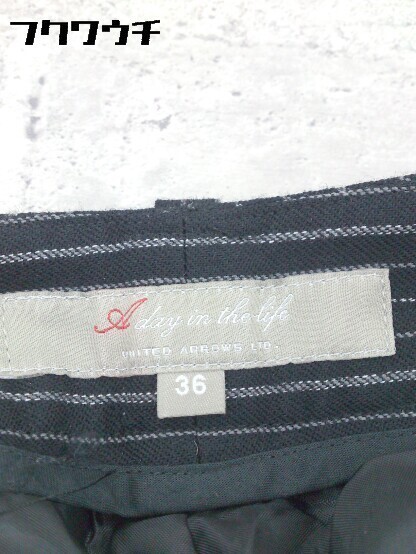 フクワウチ
A day in the life
UNITED ARROWS LTD.
36